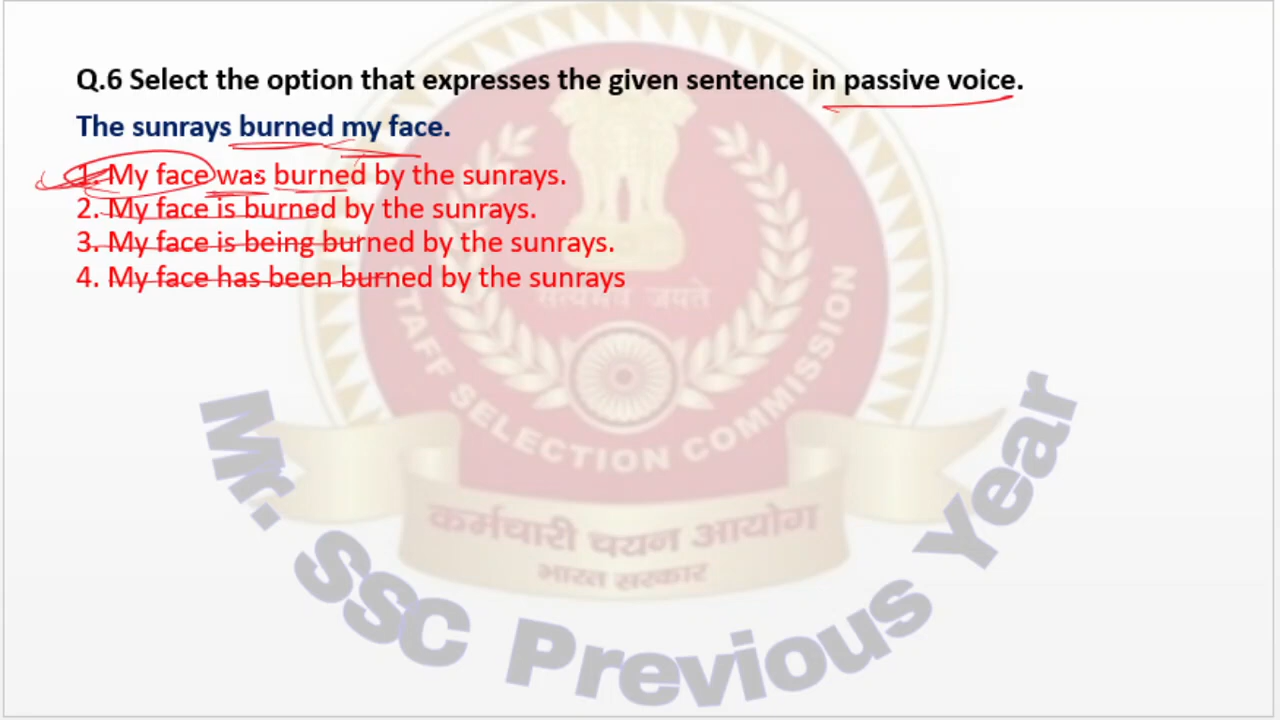 Q.6 Select the option that expresses the given sentence in passive voice.
The sunrays burned my face.
1. My face was burned by the sunrays.
2. My face is burned by the sunrays.
3. My face is being burned by the sunrays.
4. My face has been burned by the sunrays
सत्यमेव जयते
STAFF SELECTION COMMISSION
कर्मचारी चयन आयोग
भारत सरकार
Mr. SSC Previous Year